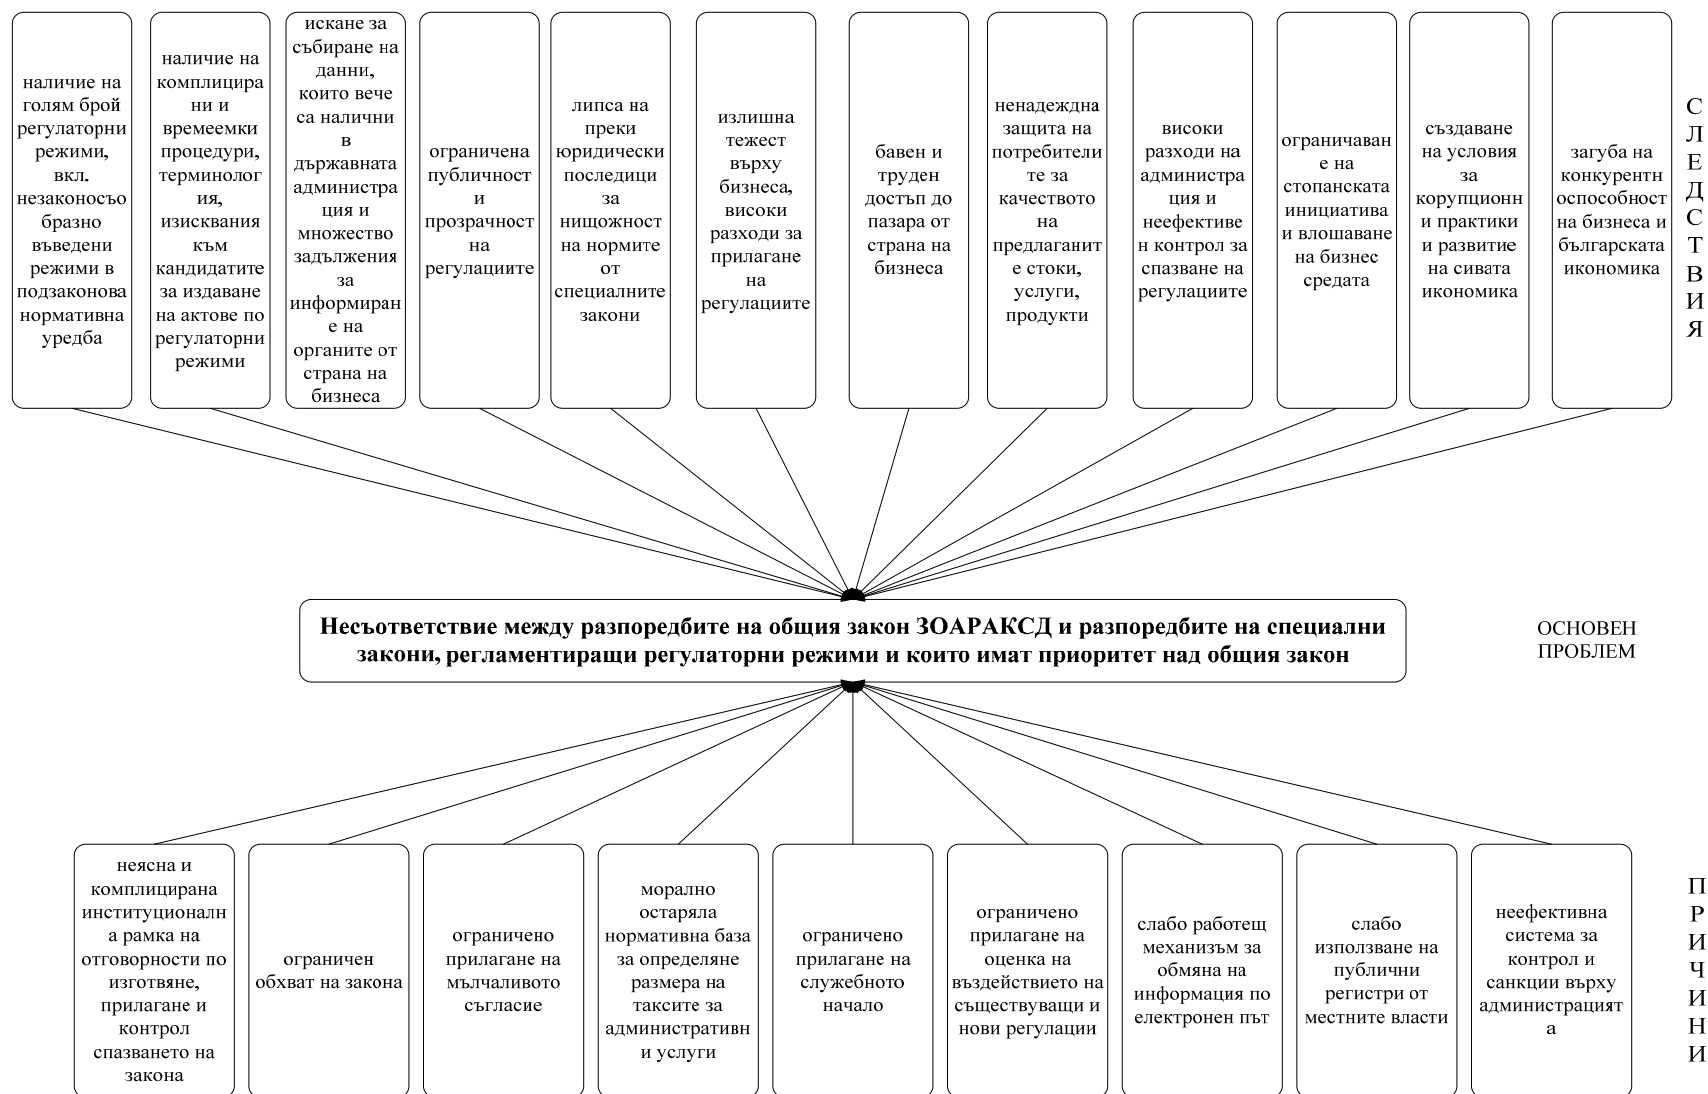 наличие на
голям брой
регулаторни
режими,
вкл.
незаконосъо
бразно
въведени
режими в
подзаконова
нормативна
уредба
наличие на
комплицира
ни и
времеемки
процедури,
терминолог
ия,
изисквания
към
кандидатите
за издаване
на актове по
регулаторни
режими
искане за
събиране на
данни,
които вече
са налични
в
държавната
администра
ция и
множество
задължения
за
информиран
е на
органите от
страна на
бизнеса
ограничена
публичност
и
прозрачност
на
регулациите
липса на
преки
юридически
последици
за
нищожност
на нормите
от
специалните
закони
излишна
тежест
върху
бизнеса,
високи
разходи за
прилагане
на
регулациите
бавен и
труден
достъп до
пазара от
страна на
бизнеса
ненадеждна
защита на
потребители
те за
качеството
на
предлаганит
е стоки,
услуги,
продукти
високи
разходи на
администра
ция и
неефективе
н контрол за
спазване на
регулациите
ограничаван
е на
стопанската
инициатива
и влошаване
на бизнес
средата
създаване
на условия
за
корупционн
и практики
и развитие
на сивата
икономика
загуба на
конкурентн
оспособност
на бизнеса и
българската
икономика
С
Л
Е
Д
С
Т
В
И
Я
Несъответствие между разпоредбите на общия закон ЗОАРАКСД и разпоредбите на специални
закони, регламентиращи регулаторни режими и които имат приоритет над общия закон
ОСНОВЕН
ПРОБЛЕМ
неясна и
комплицирана
институционалн
а рамка на
отговорности по
изготвяне,
прилагане и
контрол
спазването на
закона
ограничен
обхват на закона
ограничено
прилагане на
мълчаливото
съгласие
морално
остаряла
нормативна база
за определяне
размера на
таксите за
административн
и услуги
ограничено
прилагане на
служебното
начало
ограничено
прилагане на
оценка на
въздействието на
съществуващи и
нови регулации
слабо работещ
механизъм за
обмяна на
информация по
електронен път
слабо
използване на
публични
регистри от
местните власти
неефективна
система за
контрол и
санкции върху
администрацият
а
П
Р
И
Ч
И
Н
И